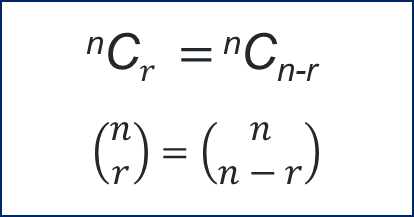 ⁿCᵣ = ⁿCₙ₋ᵣ
(n r) = (n n − r)